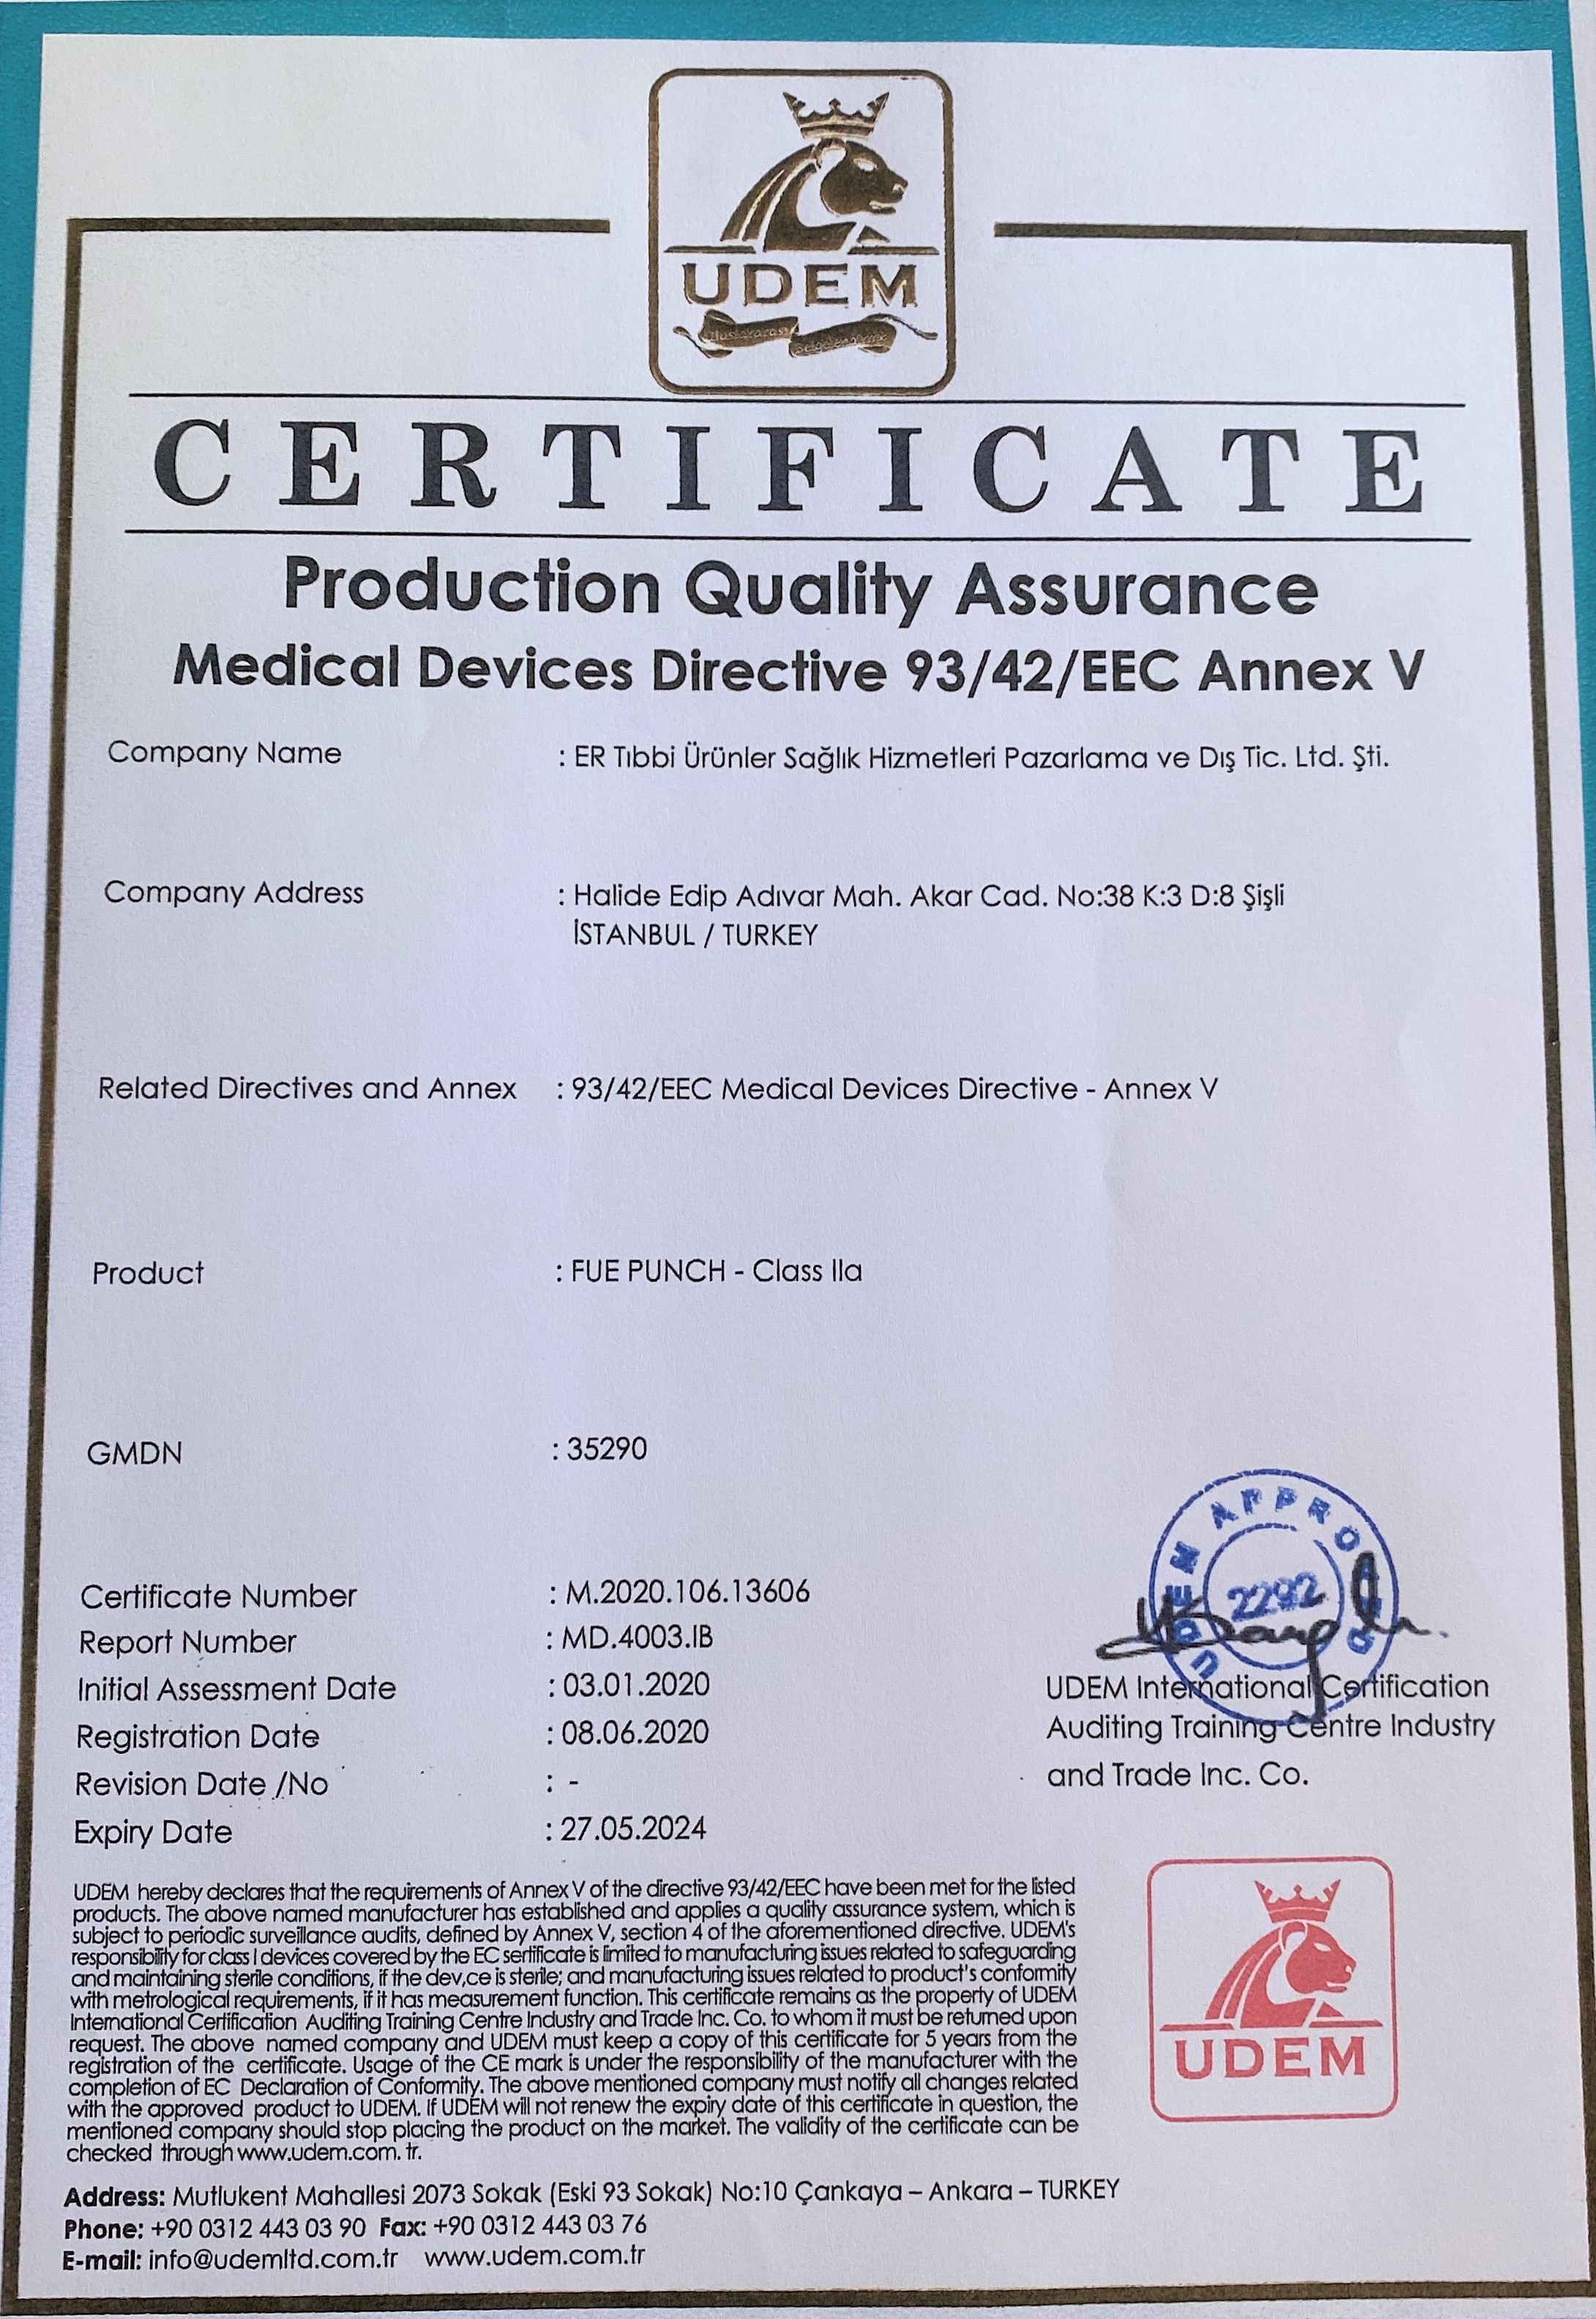 UDEM
Uluslararası
Belgelendirme
CERTIFICATE
Production Quality Assurance
Medical Devices Directive 93/42/EEC Annex V
Company Name : ER Tıbbi Ürünler Sağlık Hizmetleri Pazarlama ve Dış Tic. Ltd. Şti.
Company Address : Halide Edip Adıvar Mah. Akar Cad. No:38 K:3 D:8 Şişli
İSTANBUL / TURKEY
Related Directives and Annex : 93/42/EEC Medical Devices Directive - Annex V
Product : FUE PUNCH - Class IIa
GMDN : 35290
Certificate Number : M.2020.106.13606
Report Number : MD.4003.IB
Initial Assessment Date : 03.01.2020
Registration Date : 08.06.2020
Revision Date /No : -
Expiry Date : 27.05.2024
UDEM APPROVED
2292
UDEM International Certification
Auditing Training Centre Industry
and Trade Inc. Co.
UDEM hereby declares that the requirements of Annex V of the directive 93/42/EEC have been met for the listed
products. The above named manufacturer has established and applies a quality assurance system, which is
subject to periodic surveillance audits, defined by Annex V, section 4 of the aforementioned directive. UDEM's
responsibility for class I devices covered by the EC sertificate is limited to manufacturing issues related to safeguarding
and maintaining sterile conditions, if the dev,ce is sterile; and manufacturing issues related to product's conformity
with metrological requirements, if it has measurement function. This certificate remains as the property of UDEM
International Certification Auditing Training Centre Industry and Trade Inc. Co. to whom it must be returned upon
request. The above named company and UDEM must keep a copy of this certificate for 5 years from the
registration of the certificate. Usage of the CE mark is under the responsibility of the manufacturer with the
completion of EC Declaration of Conformity. The above mentioned company must notify all changes related
with the approved product to UDEM. If UDEM will not renew the expiry date of this certificate in question, the
mentioned company should stop placing the product on the market. The validity of the certificate can be
checked through www.udem.com. tr.
UDEM
Address: Mutlukent Mahallesi 2073 Sokak (Eski 93 Sokak) No:10 Çankaya – Ankara – TURKEY
Phone: +90 0312 443 03 90 Fax: +90 0312 443 03 76
E-mail: info@udemltd.com.tr www.udem.com.tr